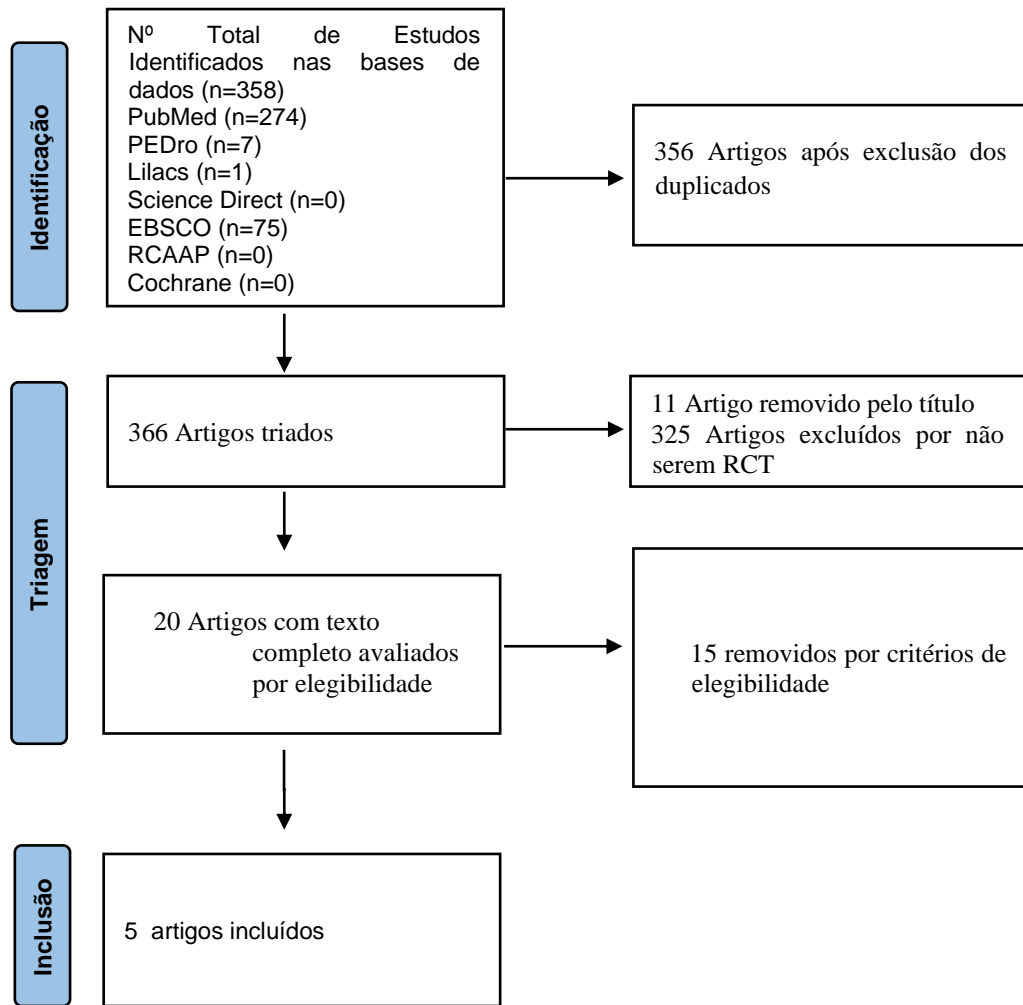 Identificação
Nº Total de Estudos
Identificados nas bases de
dados (n=358)
PubMed (n=274)
PEDro (n=7)
Lilacs (n=1)
Science Direct (n=0)
EBSCO (n=75)
RCAAP (n=0)
Cochrane (n=0)
356 Artigos após exclusão dos
duplicados
Triagem
366 Artigos triados
11 Artigo removido pelo título
325 Artigos excluídos por não
serem RCT
20 Artigos com texto
completo avaliados
por elegibilidade
15 removidos por critérios de
elegibilidade
Inclusão
5 artigos incluídos